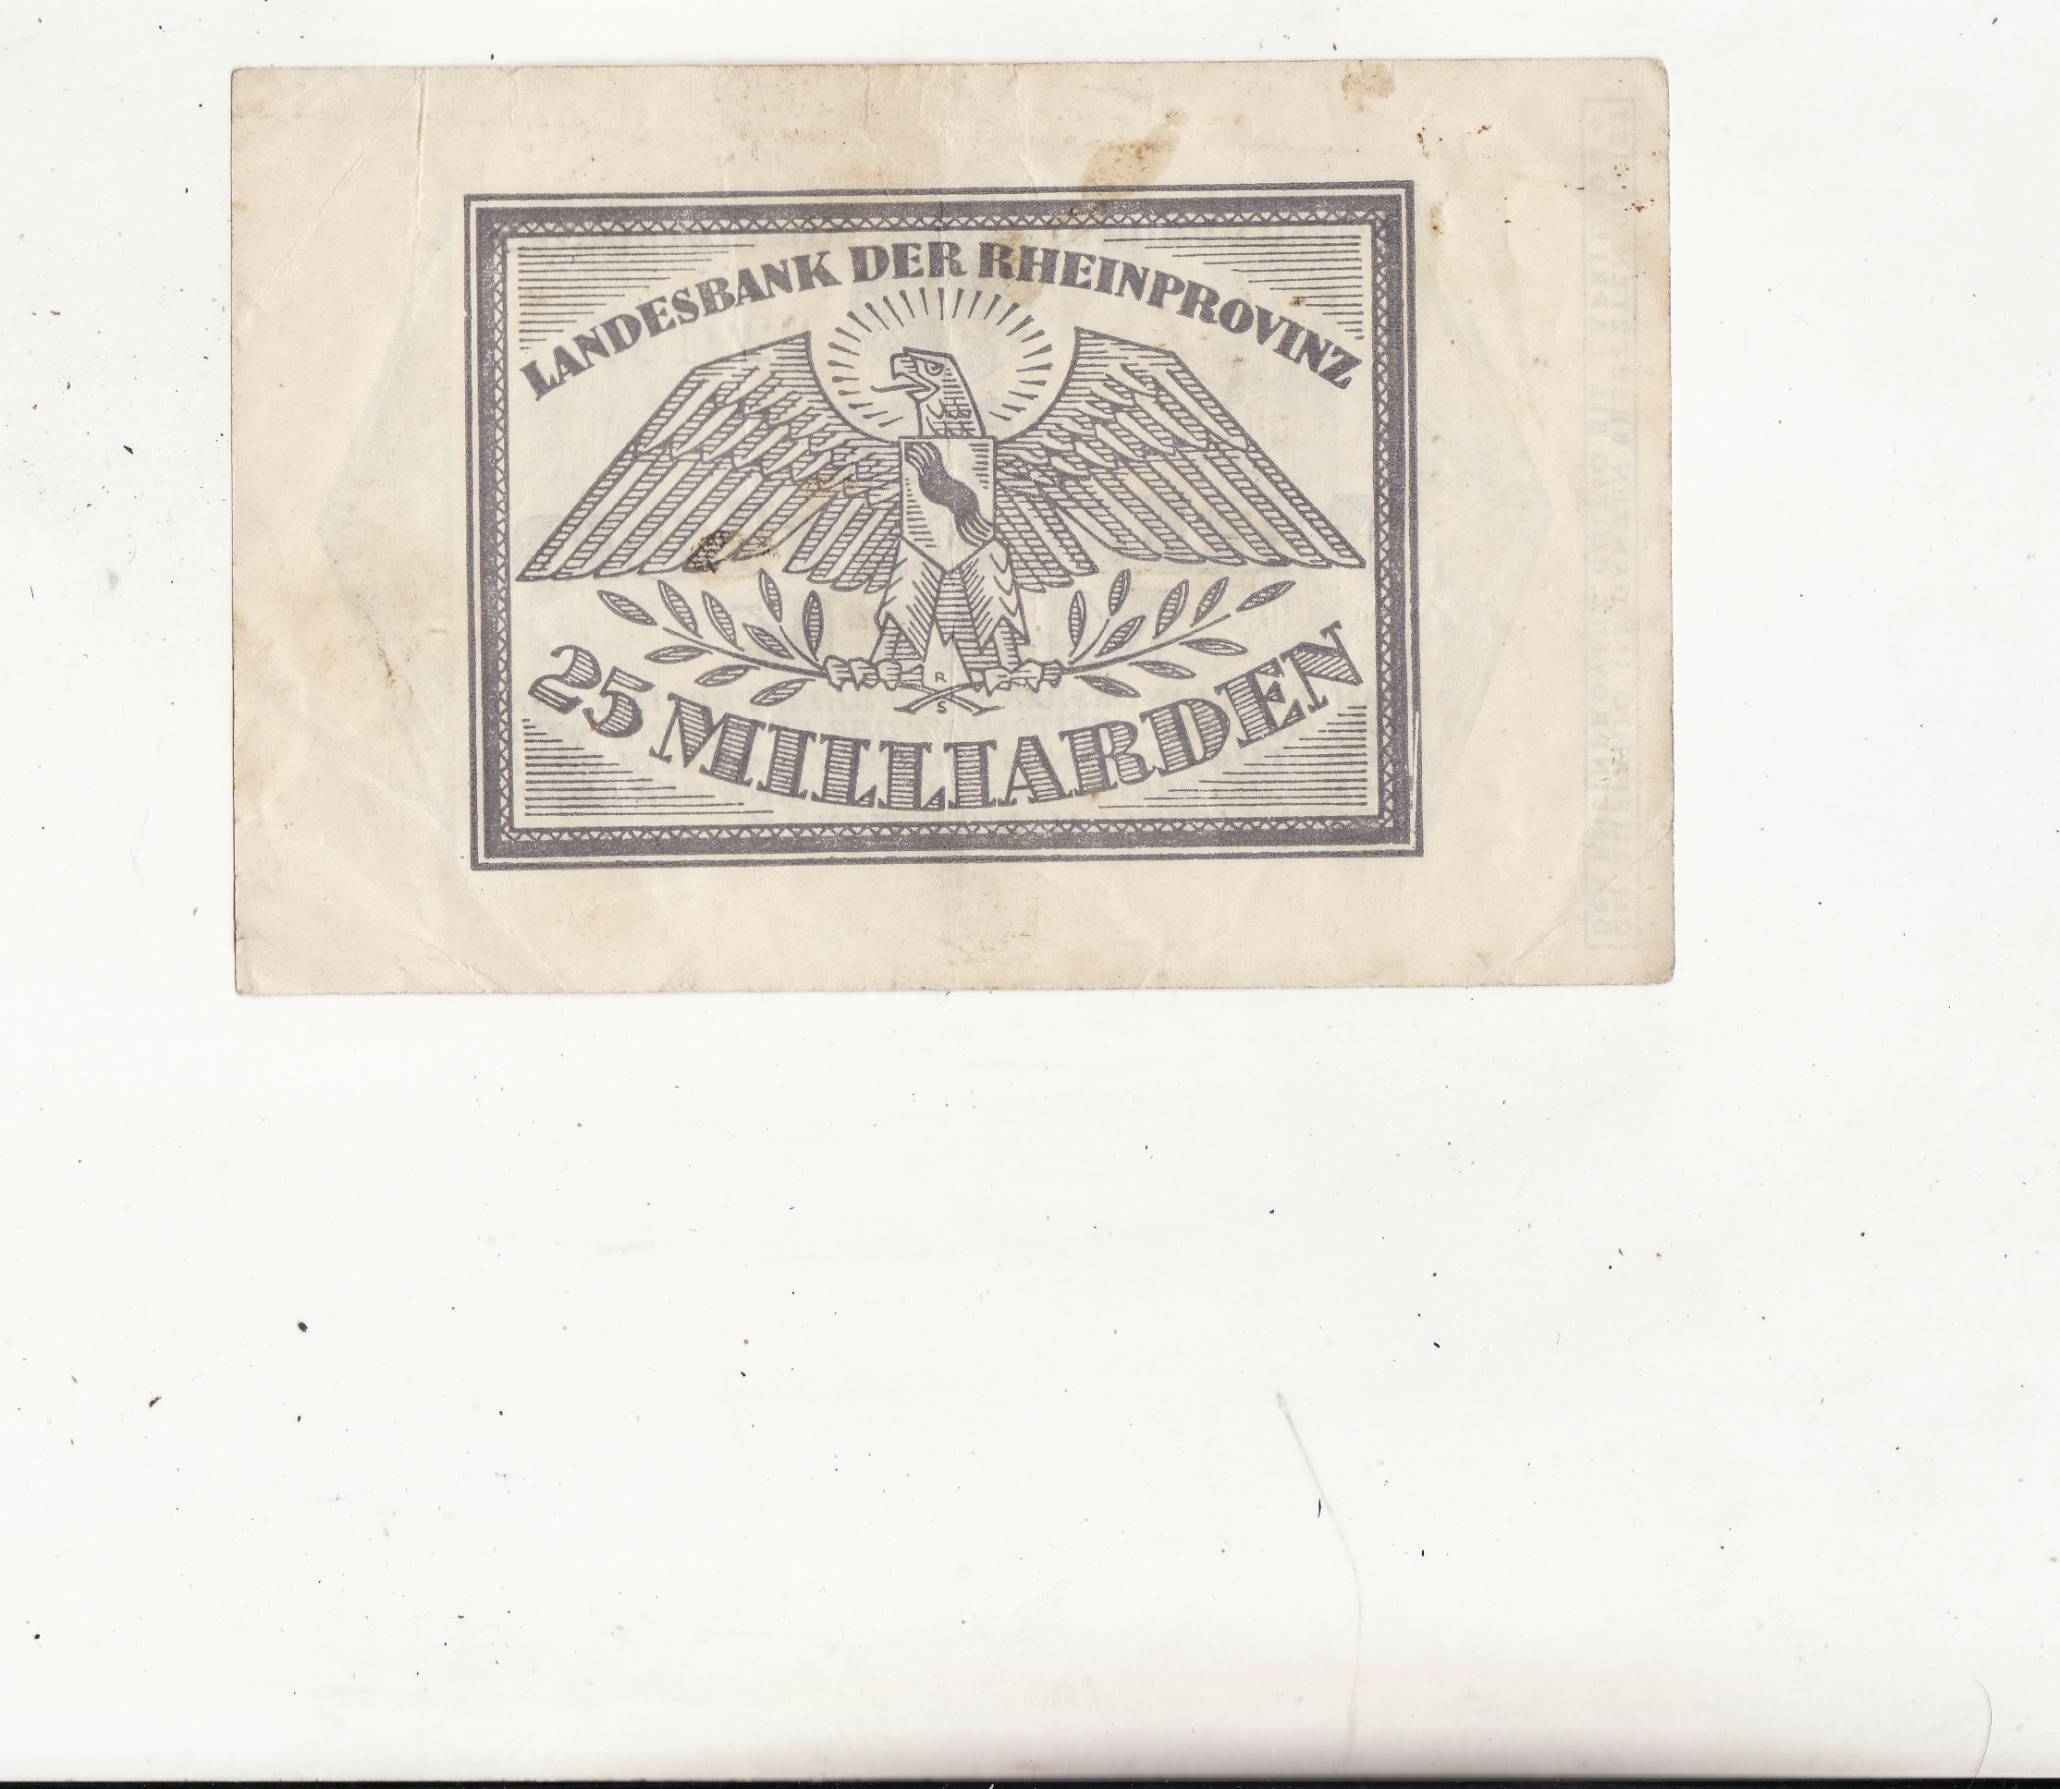 LANDESBANK DER RHEINPROVINZ
R
S
25 MILLIARDEN